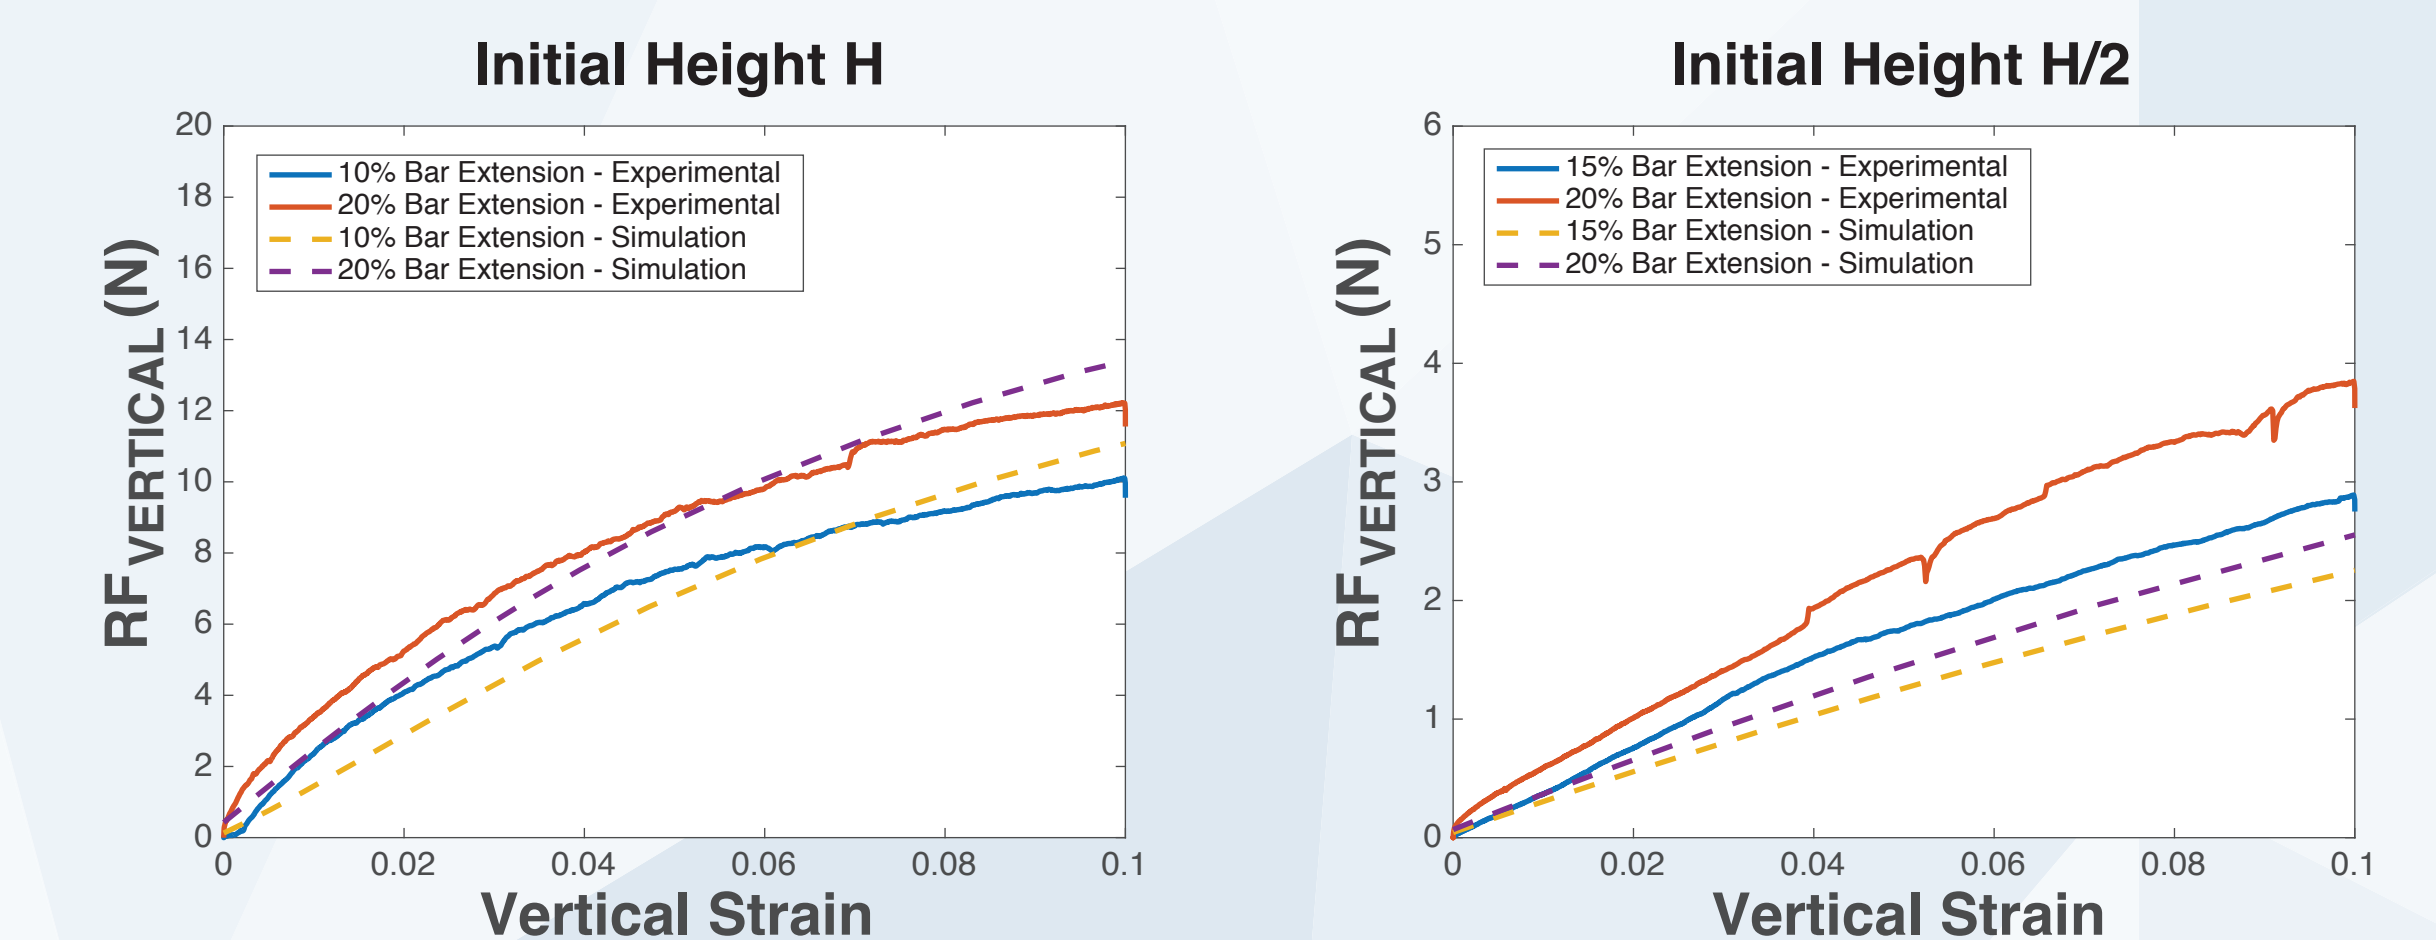 Initial Height H
20
18
16
14
12
10
8
6
4
2
0
10% Bar Extension - Experimental
20% Bar Extension - Experimental
10% Bar Extension - Simulation
20% Bar Extension - Simulation
RF VERTICAL (N)
0 0.02 0.04 0.06 0.08 0.1
Vertical Strain
Initial Height H/2
6
5
4
3
2
1
0
15% Bar Extension - Experimental
20% Bar Extension - Experimental
15% Bar Extension - Simulation
20% Bar Extension - Simulation
RF VERTICAL (N)
0 0.02 0.04 0.06 0.08 0.1
Vertical Strain